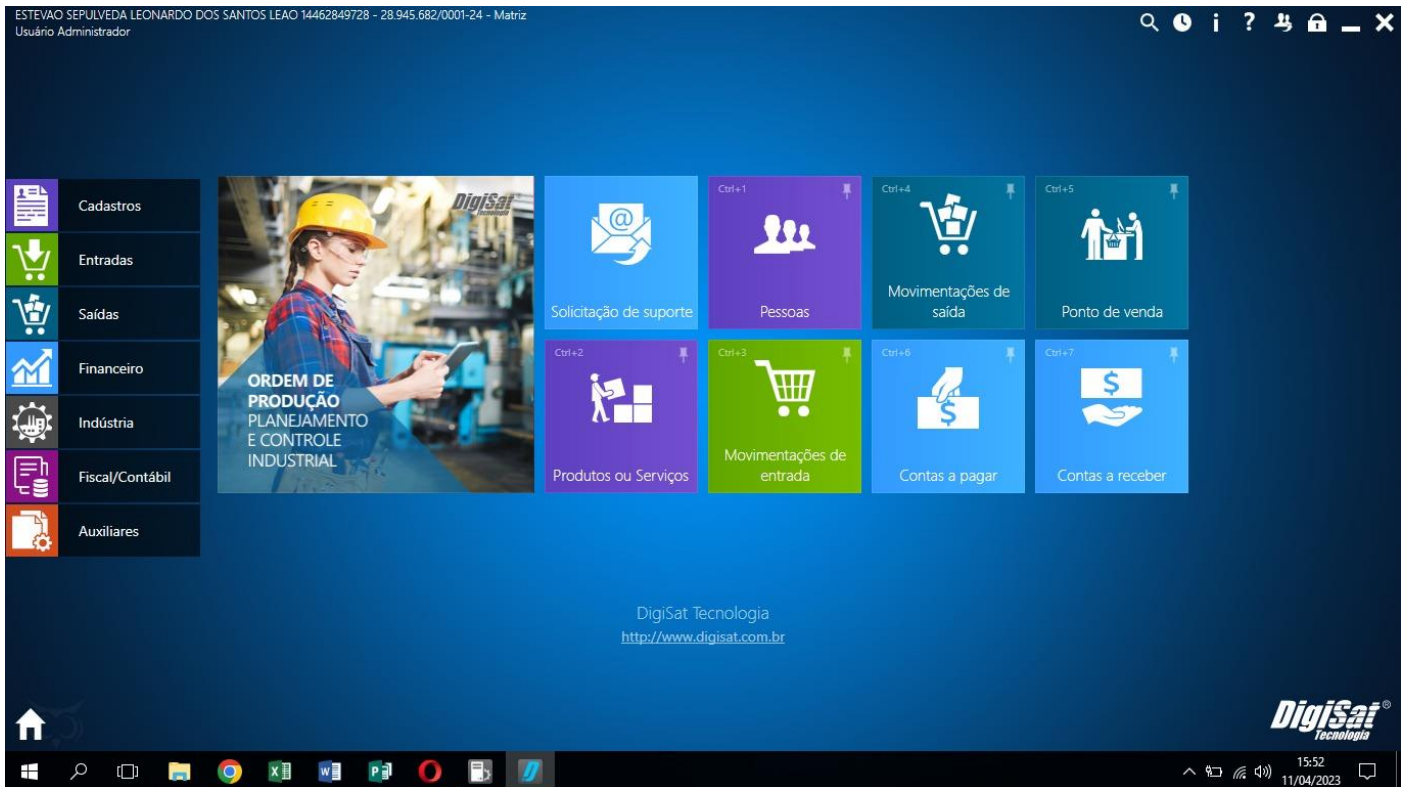 ESTEVAO SEPULVEDA LEONARDO DOS SANTOS LEAO 14462849728 - 28.945.682/0001-24 - Matriz
Usuário Administrador
Cadastros
Entradas
Saídas
Financeiro
Indústria
Fiscal/Contábil
Auxiliares
DigiSat
Tecnologia
ORDEM DE
PRODUÇÃO
PLANEJAMENTO
E CONTROLE
INDUSTRIAL
Solicitação de suporte
Ctrl+1
Pessoas
Ctrl+4
Movimentações de
saída
Ctrl+5
Ponto de venda
Ctrl+2
Produtos ou Serviços
Ctrl+3
Movimentações de
entrada
Ctrl+6
Contas a pagar
Ctrl+7
Contas a receber
DigiSat Tecnologia
http://www.digisat.com.br
DigiSat®
Tecnologia
15:52
11/04/2023